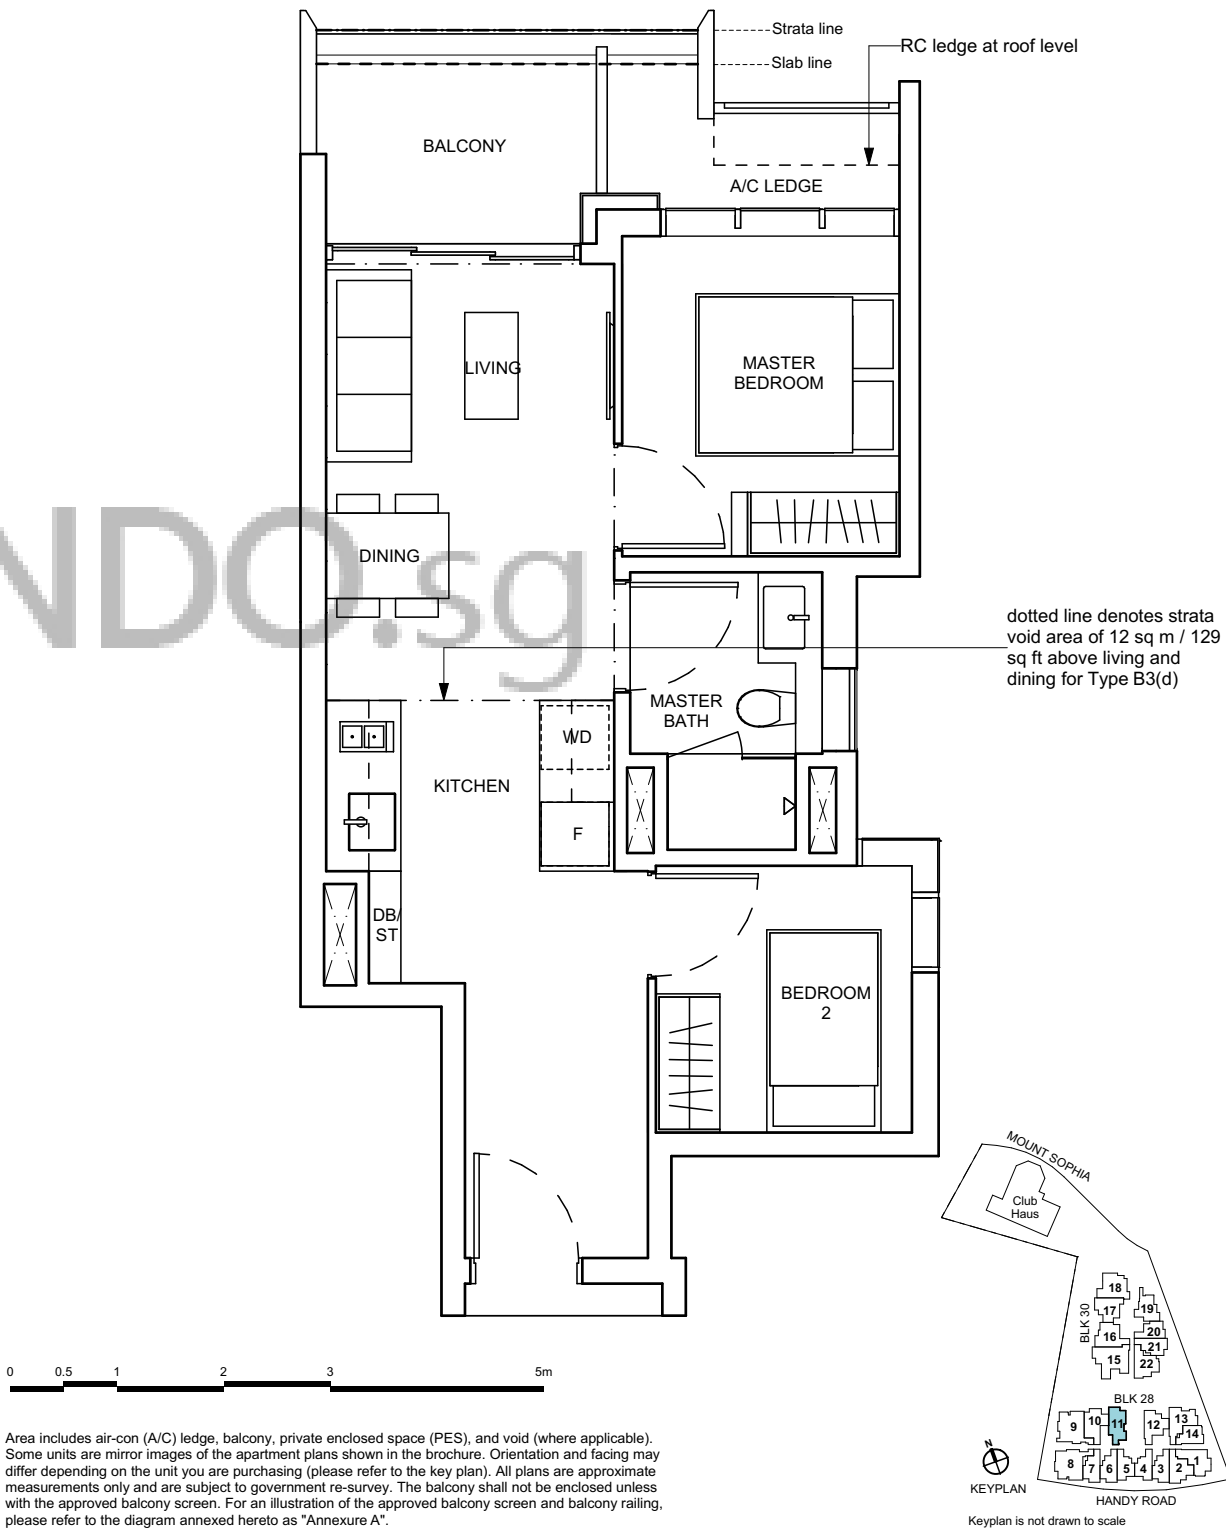 Strata line
RC ledge at roof level
Slab line
BALCONY
A/C LEDGE
LIVING
MASTER
BEDROOM
NDO.sg
DINING
dotted line denotes strata
void area of 12 sq m / 129
sq ft above living and
dining for Type B3(d)
MASTER
BATH
WD
KITCHEN
F
DB/
ST
BEDROOM
2
MOUNT SOPHIA
Club
Haus
18
17
19
BLK 30
16
20
21
15
22
BLK 28
9
10
11
12
13
14
8
7
6
5
4
3
2
1
N
KEYPLAN
HANDY ROAD
Keyplan is not drawn to scale
0 0.5 1 2 3 5m
Area includes air-con (A/C) ledge, balcony, private enclosed space (PES), and void (where applicable).
Some units are mirror images of the apartment plans shown in the brochure. Orientation and facing may
differ depending on the unit you are purchasing (please refer to the key plan). All plans are approximate
measurements only and are subject to government re-survey. The balcony shall not be enclosed unless
with the approved balcony screen. For an illustration of the approved balcony screen and balcony railing,
please refer to the diagram annexed hereto as "Annexure A".